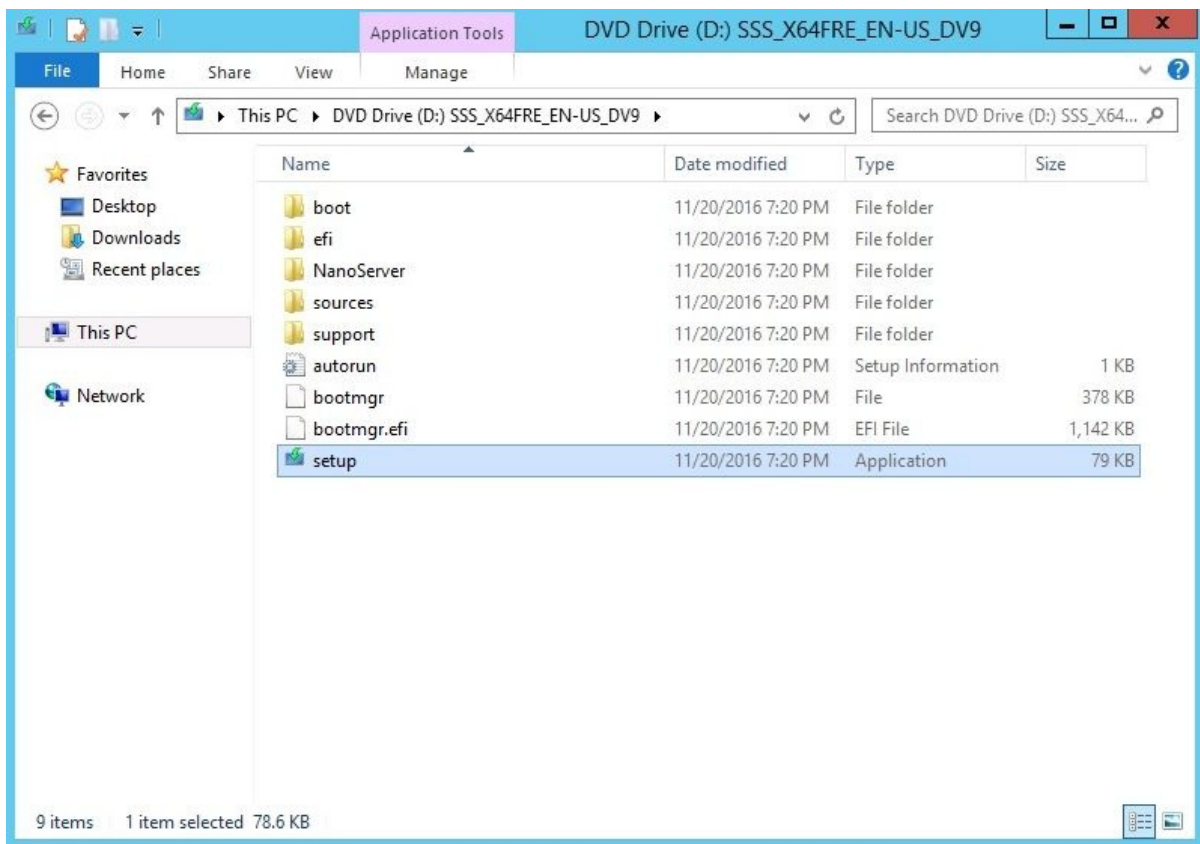 Application Tools DVD Drive (D:) SSS_X64FRE_EN-US_DV9
File Home Share View Manage
This PC DVD Drive (D:) SSS_X64FRE_EN-US_DV9 Search DVD Drive (D:) SSS_X64...
Name Date modified Type Size
Favorites
Desktop
Downloads
Recent places
This PC
Network
boot 11/20/2016 7:20 PM File folder
efi 11/20/2016 7:20 PM File folder
NanoServer 11/20/2016 7:20 PM File folder
sources 11/20/2016 7:20 PM File folder
support 11/20/2016 7:20 PM File folder
autorun 11/20/2016 7:20 PM Setup Information 1 KB
bootmgr 11/20/2016 7:20 PM File 378 KB
bootmgr.efi 11/20/2016 7:20 PM EFI File 1,142 KB
setup 11/20/2016 7:20 PM Application 79 KB
9 items 1 item selected 78.6 KB